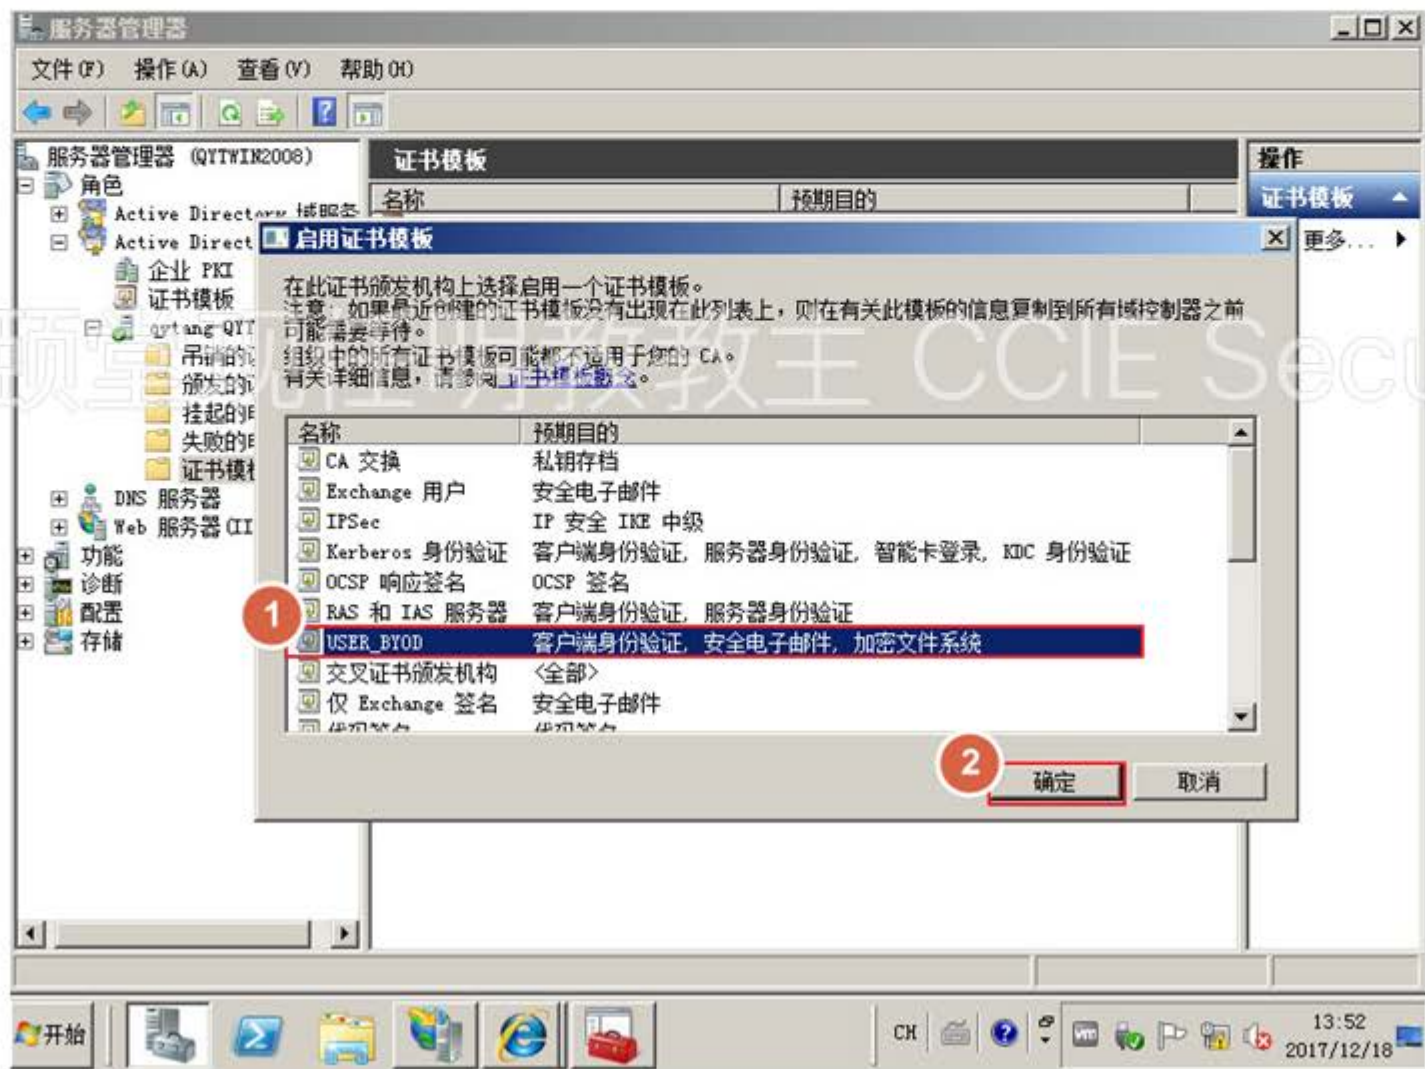 服务器管理器
文件(F) 操作(A) 查看(V) 帮助(H)
服务器管理器 (QYTWIN2008)
角色
Active Directory 域服务
Active Direct
企业 PKI
证书模板
qytang-QYT
吊销的
颁发的
挂起的
失败的
证书模
DNS 服务器
Web 服务器(II
功能
诊断
配置
存储
证书模板
名称 预期目的
操作
证书模板
更多...
启用证书模板
在此证书颁发机构上选择启用一个证书模板。
注意: 如果最近创建的证书模板没有出现在此列表上，则在有关此模板的信息复制到所有域控制器之前
可能需要等待。
组织中的所有证书模板可能都不适用于您的 CA。
有关详细信息，请参阅 证书模板概念。
名称 预期目的
CA 交换 私钥存档
Exchange 用户 安全电子邮件
IPSec IP 安全 IKE 中级
Kerberos 身份验证 客户端身份验证, 服务器身份验证, 智能卡登录, KDC 身份验证
OCSP 响应签名 OCSP 签名
RAS 和 IAS 服务器 客户端身份验证, 服务器身份验证
1
USER_BYOD 客户端身份验证, 安全电子邮件, 加密文件系统
交叉证书颁发机构 <全部>
仅 Exchange 签名 安全电子邮件
代码签名 代码签名
2
确定 取消
明教教主 CCIE Secu
开始
CH
13:52
2017/12/18